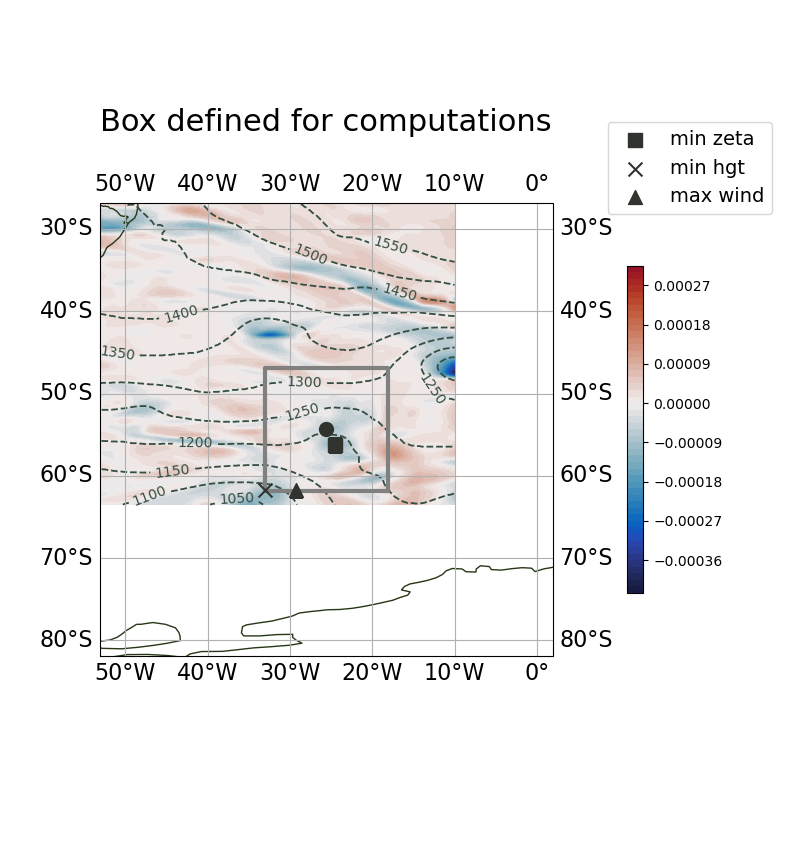 Box defined for computations
min zeta
min hgt
max wind
50°W 40°W 30°W 20°W 10°W 0°
30°S 30°S
40°S 40°S
50°S 50°S
60°S 60°S
70°S 70°S
80°S 80°S
1550
1500
1450
1400
1350
1300
1250
1250
1200
1150
1100
1050
50°W 40°W 30°W 20°W 10°W 0°
0.00027
0.00018
0.00009
0.00000
−0.00009
−0.00018
−0.00027
−0.00036